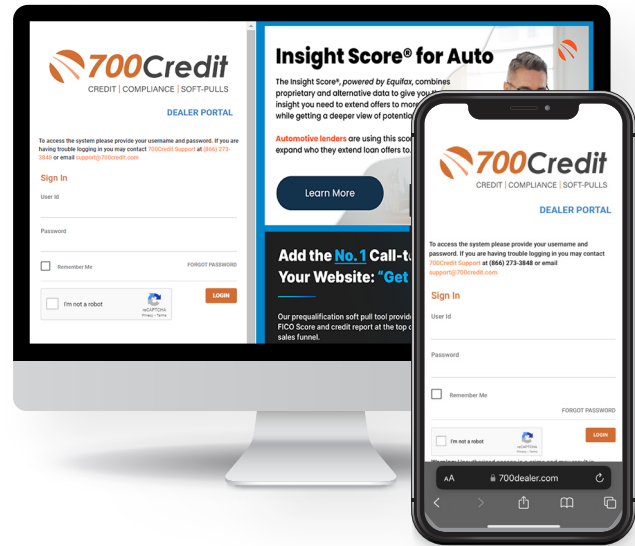 700Credit
CREDIT | COMPLIANCE | SOFT-PULLS
DEALER PORTAL
To access the system please provide your username and password. If you are
having trouble logging in you may contact 700Credit Support at (866) 273-
3848 or email support@700credit.com
Sign In
User Id
Password
Remember Me
FORGOT PASSWORD
I'm not a robot
reCAPTCHA
Privacy - Terms
LOGIN
Insight Score® for Auto
The Insight Score®, powered by Equifax, combines
proprietary and alternative data to give you th
insight you need to extend offers to more
while getting a deeper view of potentia
Automotive lenders are using this scor
expand who they extend loan offers to.
Learn More
Add the No. 1 Call-t
Your Website: “Get
Our prequalification soft pull tool provid
FICO Score and credit report at the top o
sales funnel.
700Credit
CREDIT | COMPLIANCE | SOFT-PULLS
DEALER PORTAL
To access the system please provide your username and
password. If you are having trouble logging in you may contact
700Credit Support at (866) 273-3848 or email
support@700credit.com
Sign In
User Id
Password
Remember Me
FORGOT PASSWORD
I'm not a robot
reCAPTCHA
Privacy - Terms
LOGIN
AA
700dealer.com